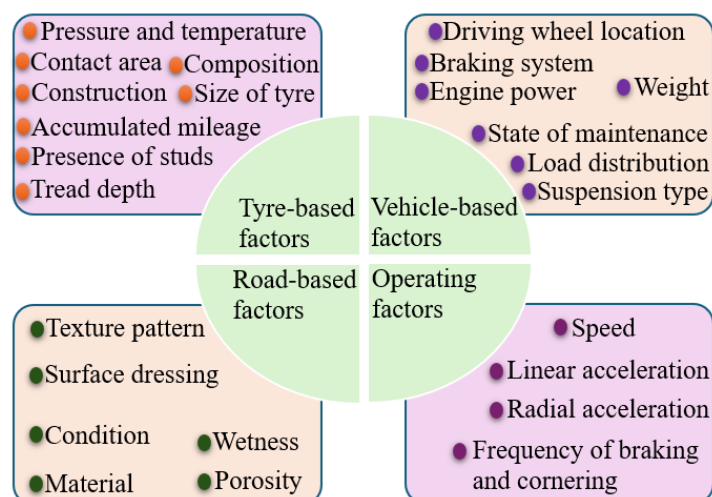 Pressure and temperature
Contact area
Composition
Construction
Size of tyre
Accumulated mileage
Presence of studs
Tread depth
Tyre-based
factors
Driving wheel location
Braking system
Engine power
Weight
State of maintenance
Load distribution
Suspension type
Vehicle-based
factors
Road-based
factors
Texture pattern
Surface dressing
Condition
Wetness
Material
Porosity
Operating
factors
Speed
Linear acceleration
Radial acceleration
Frequency of braking
and cornering